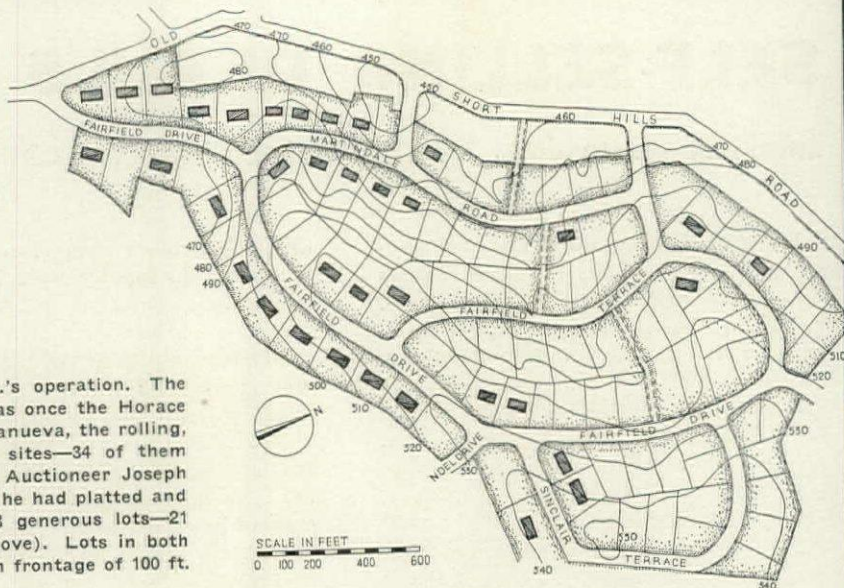 OLD
470
470
460
450
480
450
SHORT
HILLS
ROAD
460
470
480
FAIRFIELD DRIVE
MARTINDALE
ROAD
490
470
480
490
FAIRFIELD
TERRACE
510
FAIRFIELD
DRIVE
520
500
510
.'s operation. The
as once the Horace
anueva, the rolling,
sites—34 of them
Auctioneer Joseph
he had platted and
generous lots—21
ove). Lots in both
frontage of 100 ft.
N
520
NOEL DRIVE
530
FAIRFIELD DRIVE
530
SINCLAIR
550
TERRACE
540
540
SCALE IN FEET
0 100 200 400 600